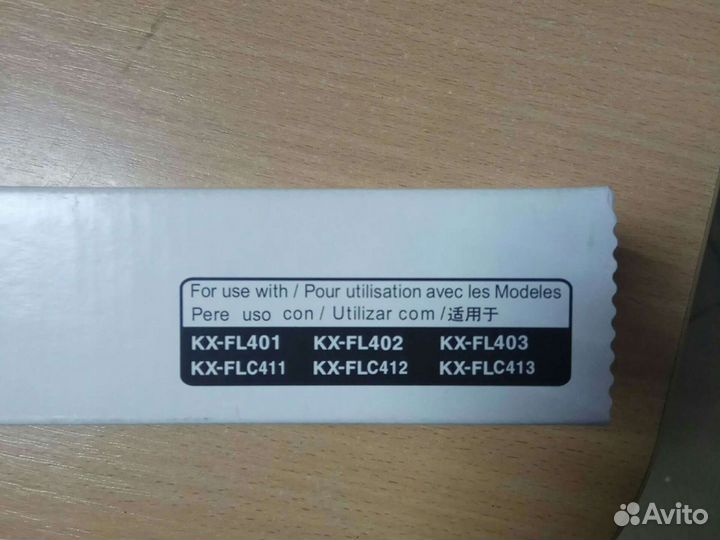 For use with / Pour utilisation avec les Modeles
Pere uso con / Utilizar com /适用于
KX-FL401 KX-FL402 KX-FL403
KX-FLC411 KX-FLC412 KX-FLC413
Avito